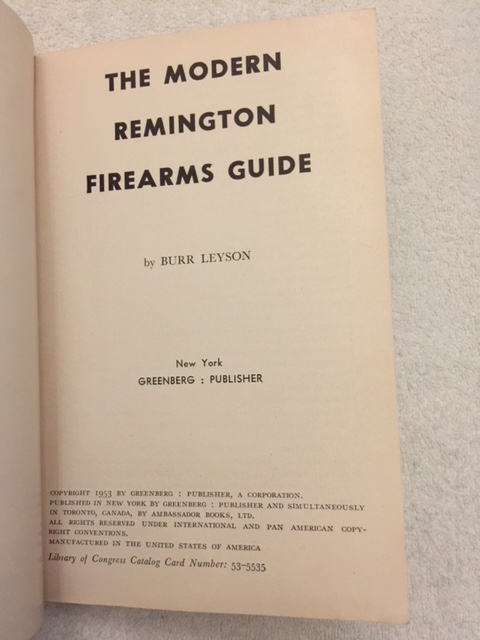 THE MODERN
REMINGTON
FIREARMS GUIDE
by BURR LEYSON
New York
GREENBERG : PUBLISHER
COPYRIGHT 1953 BY GREENBERG : PUBLISHER, A CORPORATION.
PUBLISHED IN NEW YORK BY GREENBERG : PUBLISHER AND SIMULTANEOUSLY
IN TORONTO, CANADA, BY AMBASSADOR BOOKS, LTD.
ALL RIGHTS RESERVED UNDER INTERNATIONAL AND PAN AMERICAN COPY-
RIGHT CONVENTIONS.
MANUFACTURED IN THE UNITED STATES OF AMERICA
Library of Congress Catalog Card Number: 53-5535